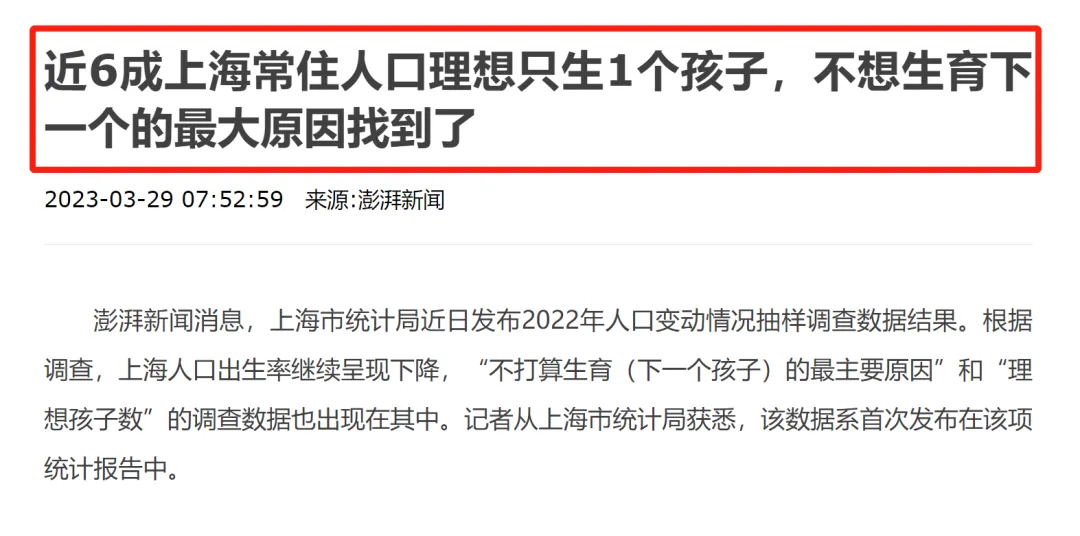 近6成上海常住人口理想只生1个孩子，不想生育下
一个的最大原因找到了
2023-03-29 07:52:59 来源:澎湃新闻
澎湃新闻消息，上海市统计局近日发布2022年人口变动情况抽样调查数据结果。根据
调查，上海人口出生率继续呈现下降，“不打算生育（下一个孩子）的最主要原因”和“理
想孩子数”的调查数据也出现在其中。记者从上海市统计局获悉，该数据系首次发布在该项
统计报告中。